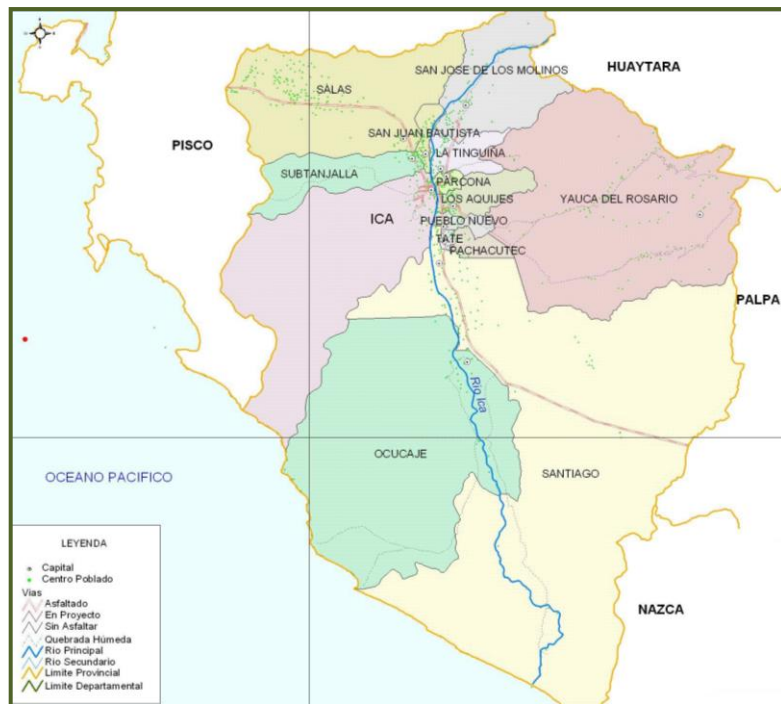 HUAYTARA
SAN JOSE DE LOS MOLINOS
SALAS
SAN JUAN BAUTISTA
PISCO
LA TINGUIÑA
SUBTANJALLA
PARCONA
YAUCA DEL ROSARIO
LOS AQUIJES
ICA
PUEBLO NUEVO
TATE
PACHACUTEC
PALPA
Rio Ica
OCUCAJE
SANTIAGO
OCEANO PACIFICO
NAZCA
LEYENDA
Capital
Centro Poblado
Vias
Asfaltado
En Proyecto
Sin Asfaltar
Quebrada Húmeda
Rio Principal
Rio Secundario
Limite Provincial
Limite Departamental